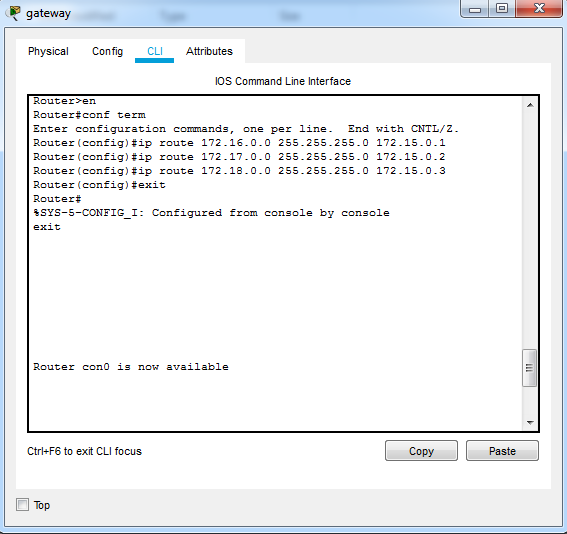 gateway
Physical Config CLI Attributes
IOS Command Line Interface
Router>en
Router#conf term
Enter configuration commands, one per line.  End with CNTL/Z.
Router(config)#ip route 172.16.0.0 255.255.255.0 172.15.0.1
Router(config)#ip route 172.17.0.0 255.255.255.0 172.15.0.2
Router(config)#ip route 172.18.0.0 255.255.255.0 172.15.0.3
Router(config)#exit
Router#
%SYS-5-CONFIG_I: Configured from console by console
exit
Router con0 is now available
Ctrl+F6 to exit CLI focus
Copy Paste
Top